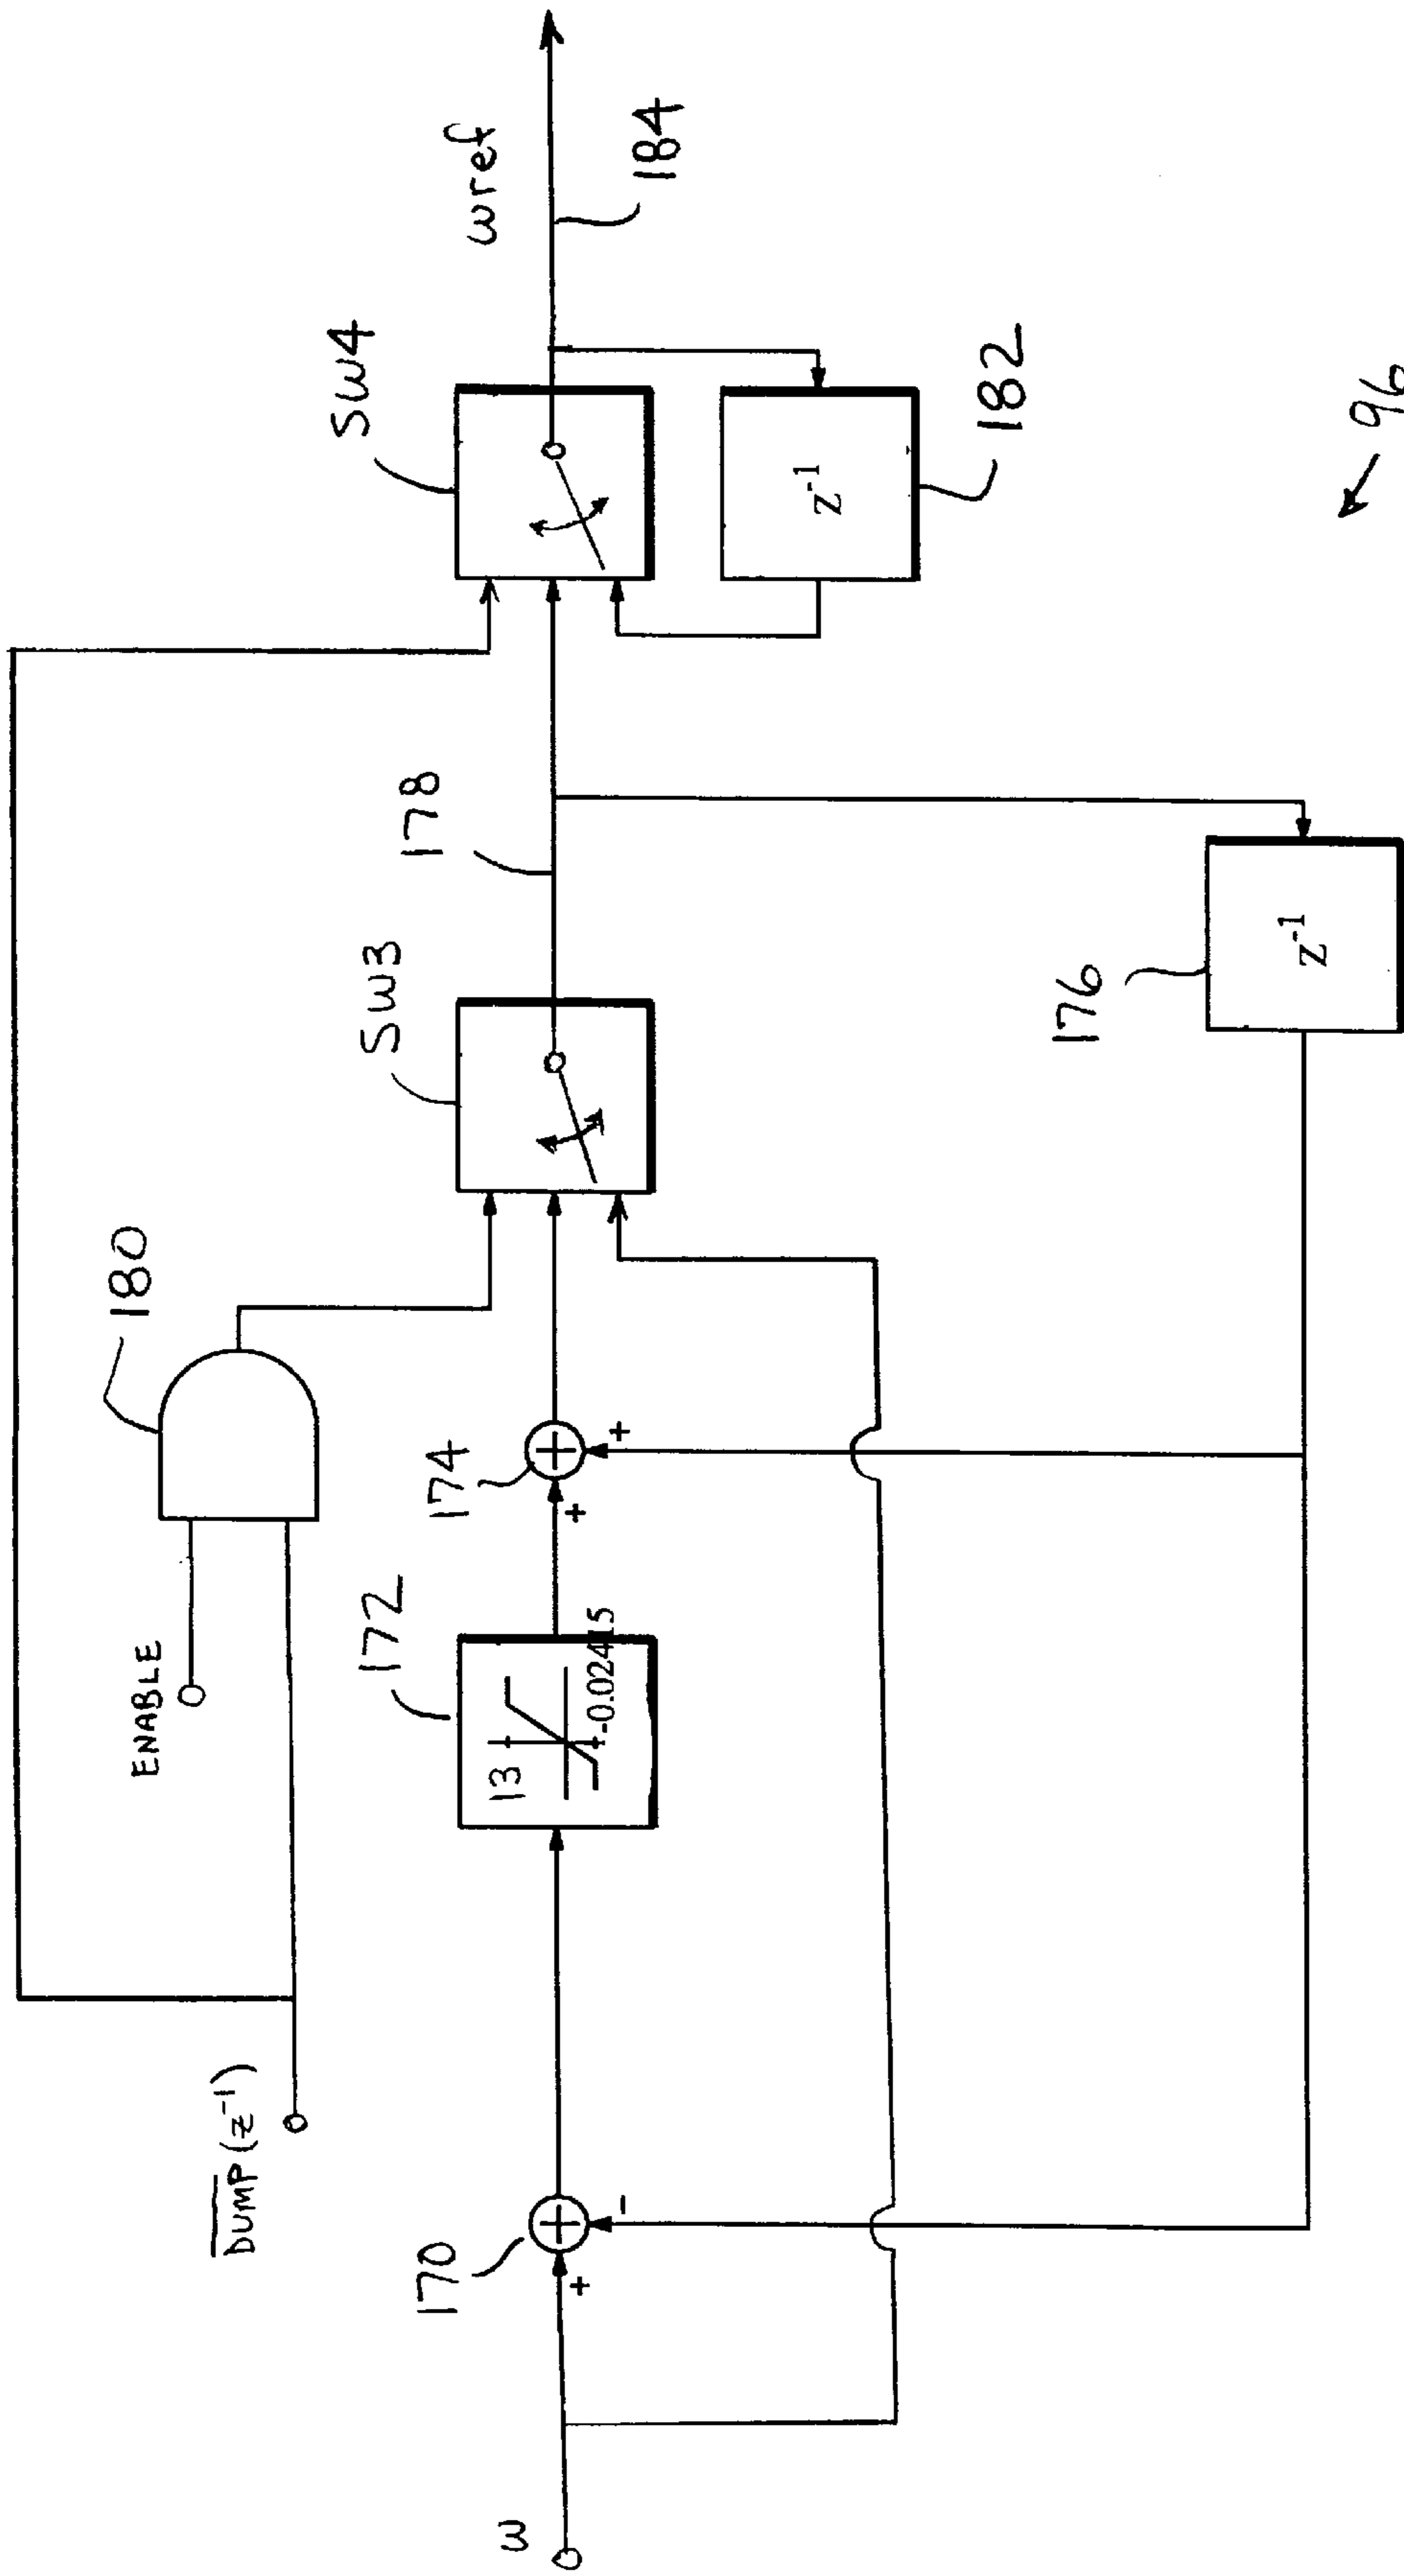 DUMP (z⁻¹)
ENABLE
180
ω
170
13
-0.02415
172
174
SW3
178
176
z⁻¹
SW4
z⁻¹
182
ωref
184
96